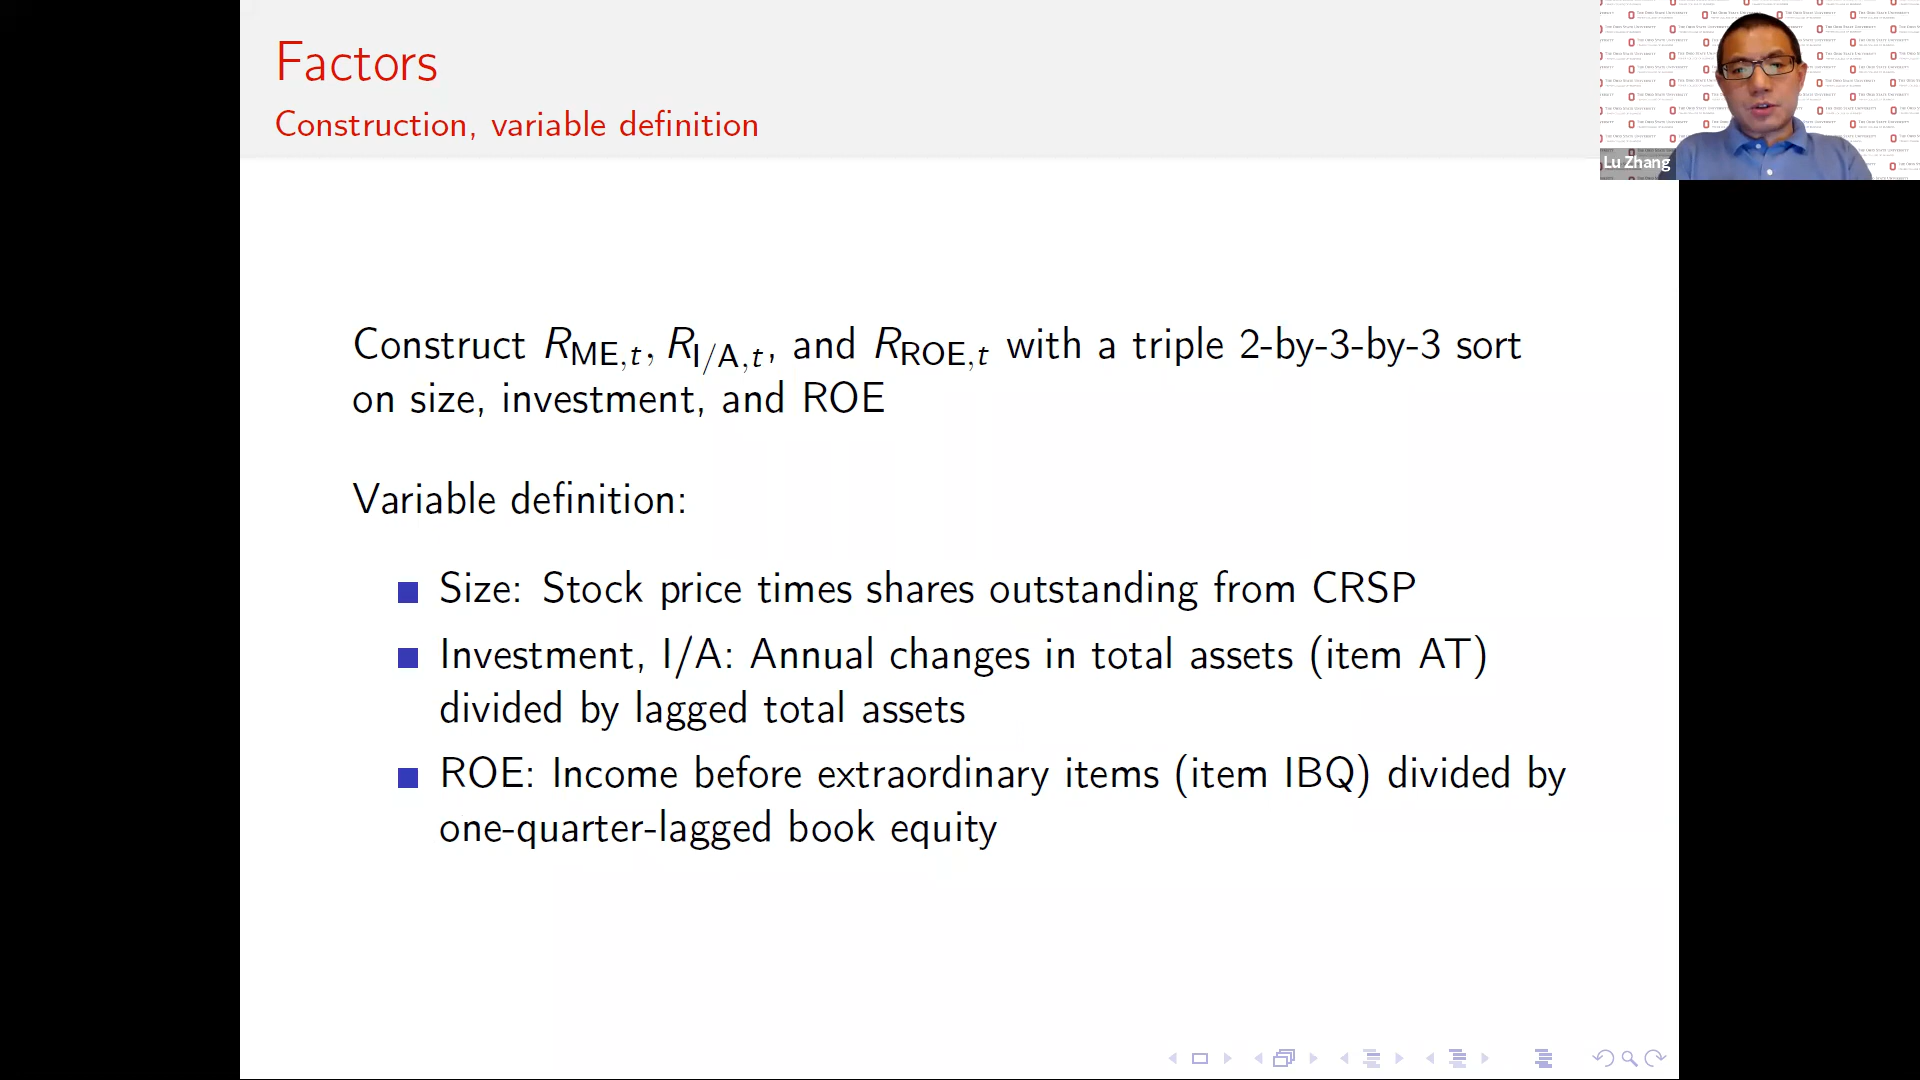 Factors
Construction, variable definition
Lu Zhang
Construct R_ME,t, R_I/A,t, and R_ROE,t with a triple 2-by-3-by-3 sort
on size, investment, and ROE
Variable definition:
Size: Stock price times shares outstanding from CRSP
Investment, I/A: Annual changes in total assets (item AT)
divided by lagged total assets
ROE: Income before extraordinary items (item IBQ) divided by
one-quarter-lagged book equity